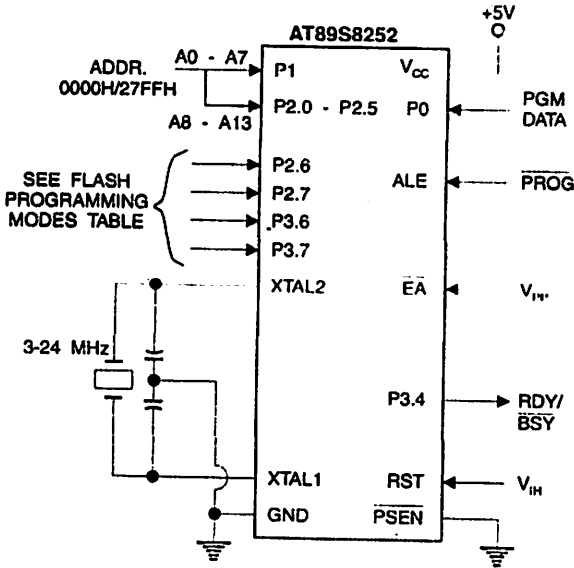 +5V
AT89S8252
A0 - A7
ADDR.
0000H/27FFH
P1
VCC
P2.0 - P2.5
P0
PGM
DATA
A8 - A13
SEE FLASH
PROGRAMMING
MODES TABLE
P2.6
P2.7
P3.6
P3.7
ALE
PROG
XTAL2
EA
VPP
3-24 MHz
P3.4
RDY/
BSY
XTAL1
RST
VIH
GND
PSEN